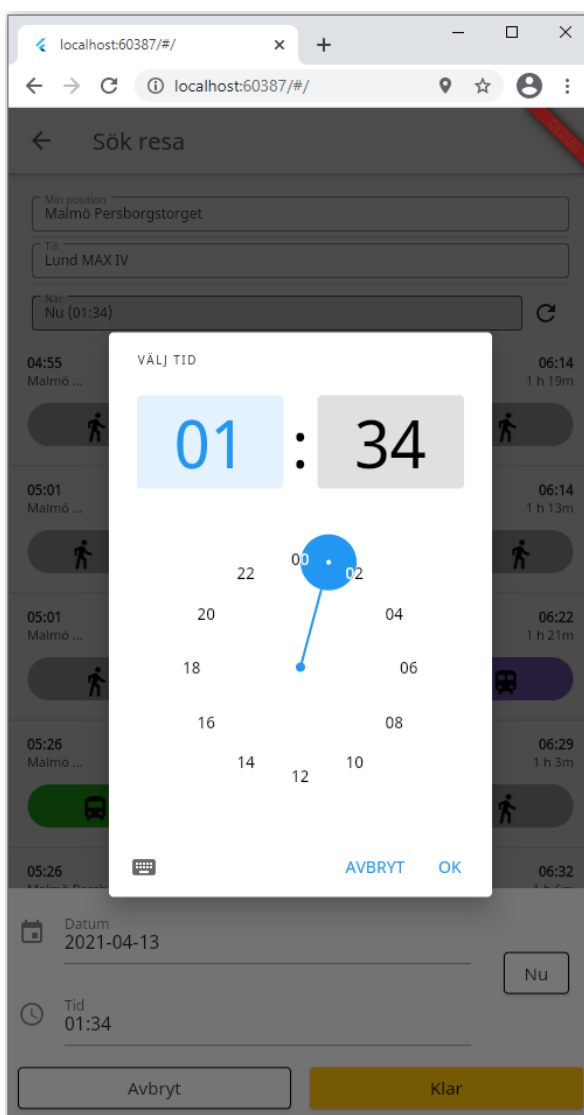 localhost:60387/#/
localhost:60387/#/
Sök resa
DEBUG
Min position
Malmö Persborgstorget
Till
Lund MAX IV
När
Nu (01:34)
04:55 06:14
Malmö ... 1 h 19m
05:01 06:14
Malmö ... 1 h 13m
05:01 06:22
Malmö ... 1 h 21m
05:26 06:29
Malmö ... 1 h 3m
05:26 06:32
VÄLJ TID
01 : 34
00
22 02
20 04
18 06
16 08
14 10
12
AVBRYT OK
Datum
2021-04-13
Nu
Tid
01:34
Avbryt Klar